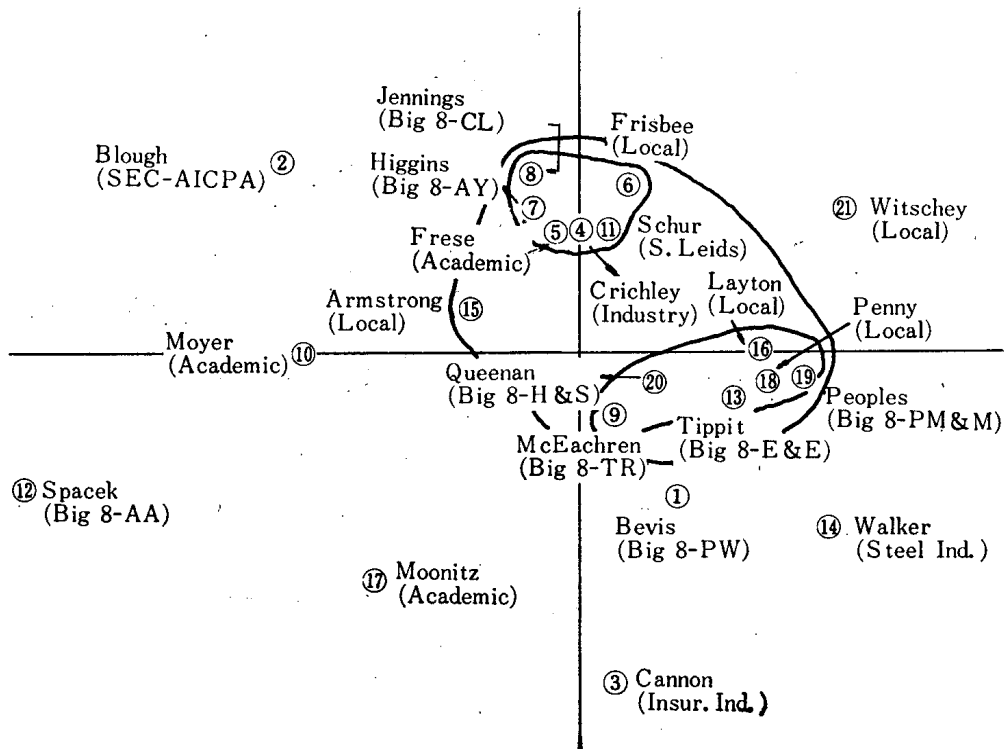 Jennings
(Big 8-CL)
Frisbee
(Local)
Blough
(SEC-AICPA)
②
Higgins
(Big 8-AY)
⑧
⑥
⑦
㉑ Witschey
(Local)
⑤ ④ ⑪
Schur
(S. Leids)
Frese
(Academic)
Crichley
(Industry)
Layton
(Local)
Armstrong
(Local)
⑮
Penny
(Local)
Moyer
(Academic)
⑩
⑯
Queenan
(Big 8-H&S)
⑳
⑱
⑲
⑬
⑨
Peoples
(Big 8-PM&M)
Tippit
(Big 8-E&E)
McEachren
(Big 8-TR)
⑫ Spacek
(Big 8-AA)
①
Bevis
(Big 8-PW)
⑭ Walker
(Steel Ind.)
⑰ Moonitz
(Academic)
③ Cannon
(Insur. Ind.)